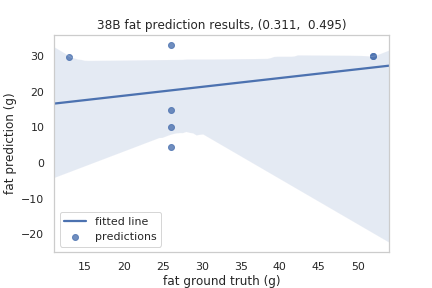 38B fat prediction results, (0.311,  0.495)
fat prediction (g)
30
20
10
0
−10
−20
fitted line
predictions
15 20 25 30 35 40 45 50
fat ground truth (g)